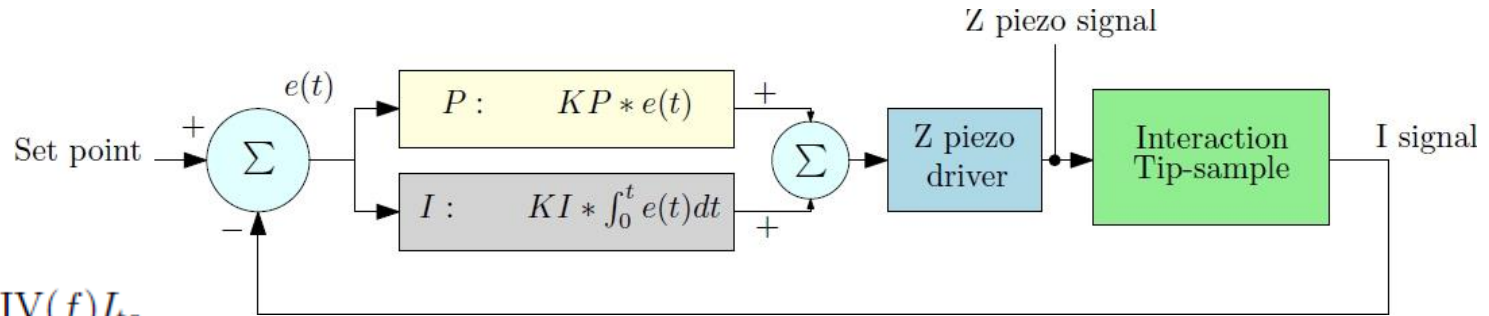 Z piezo signal
e(t)
P : KP ∗ e(t)
+
+
Set point
∑
∑
Z piezo
driver
Interaction
Tip-sample
I signal
I : KI ∗ ∫₀ᵗ e(t)dt
−
+